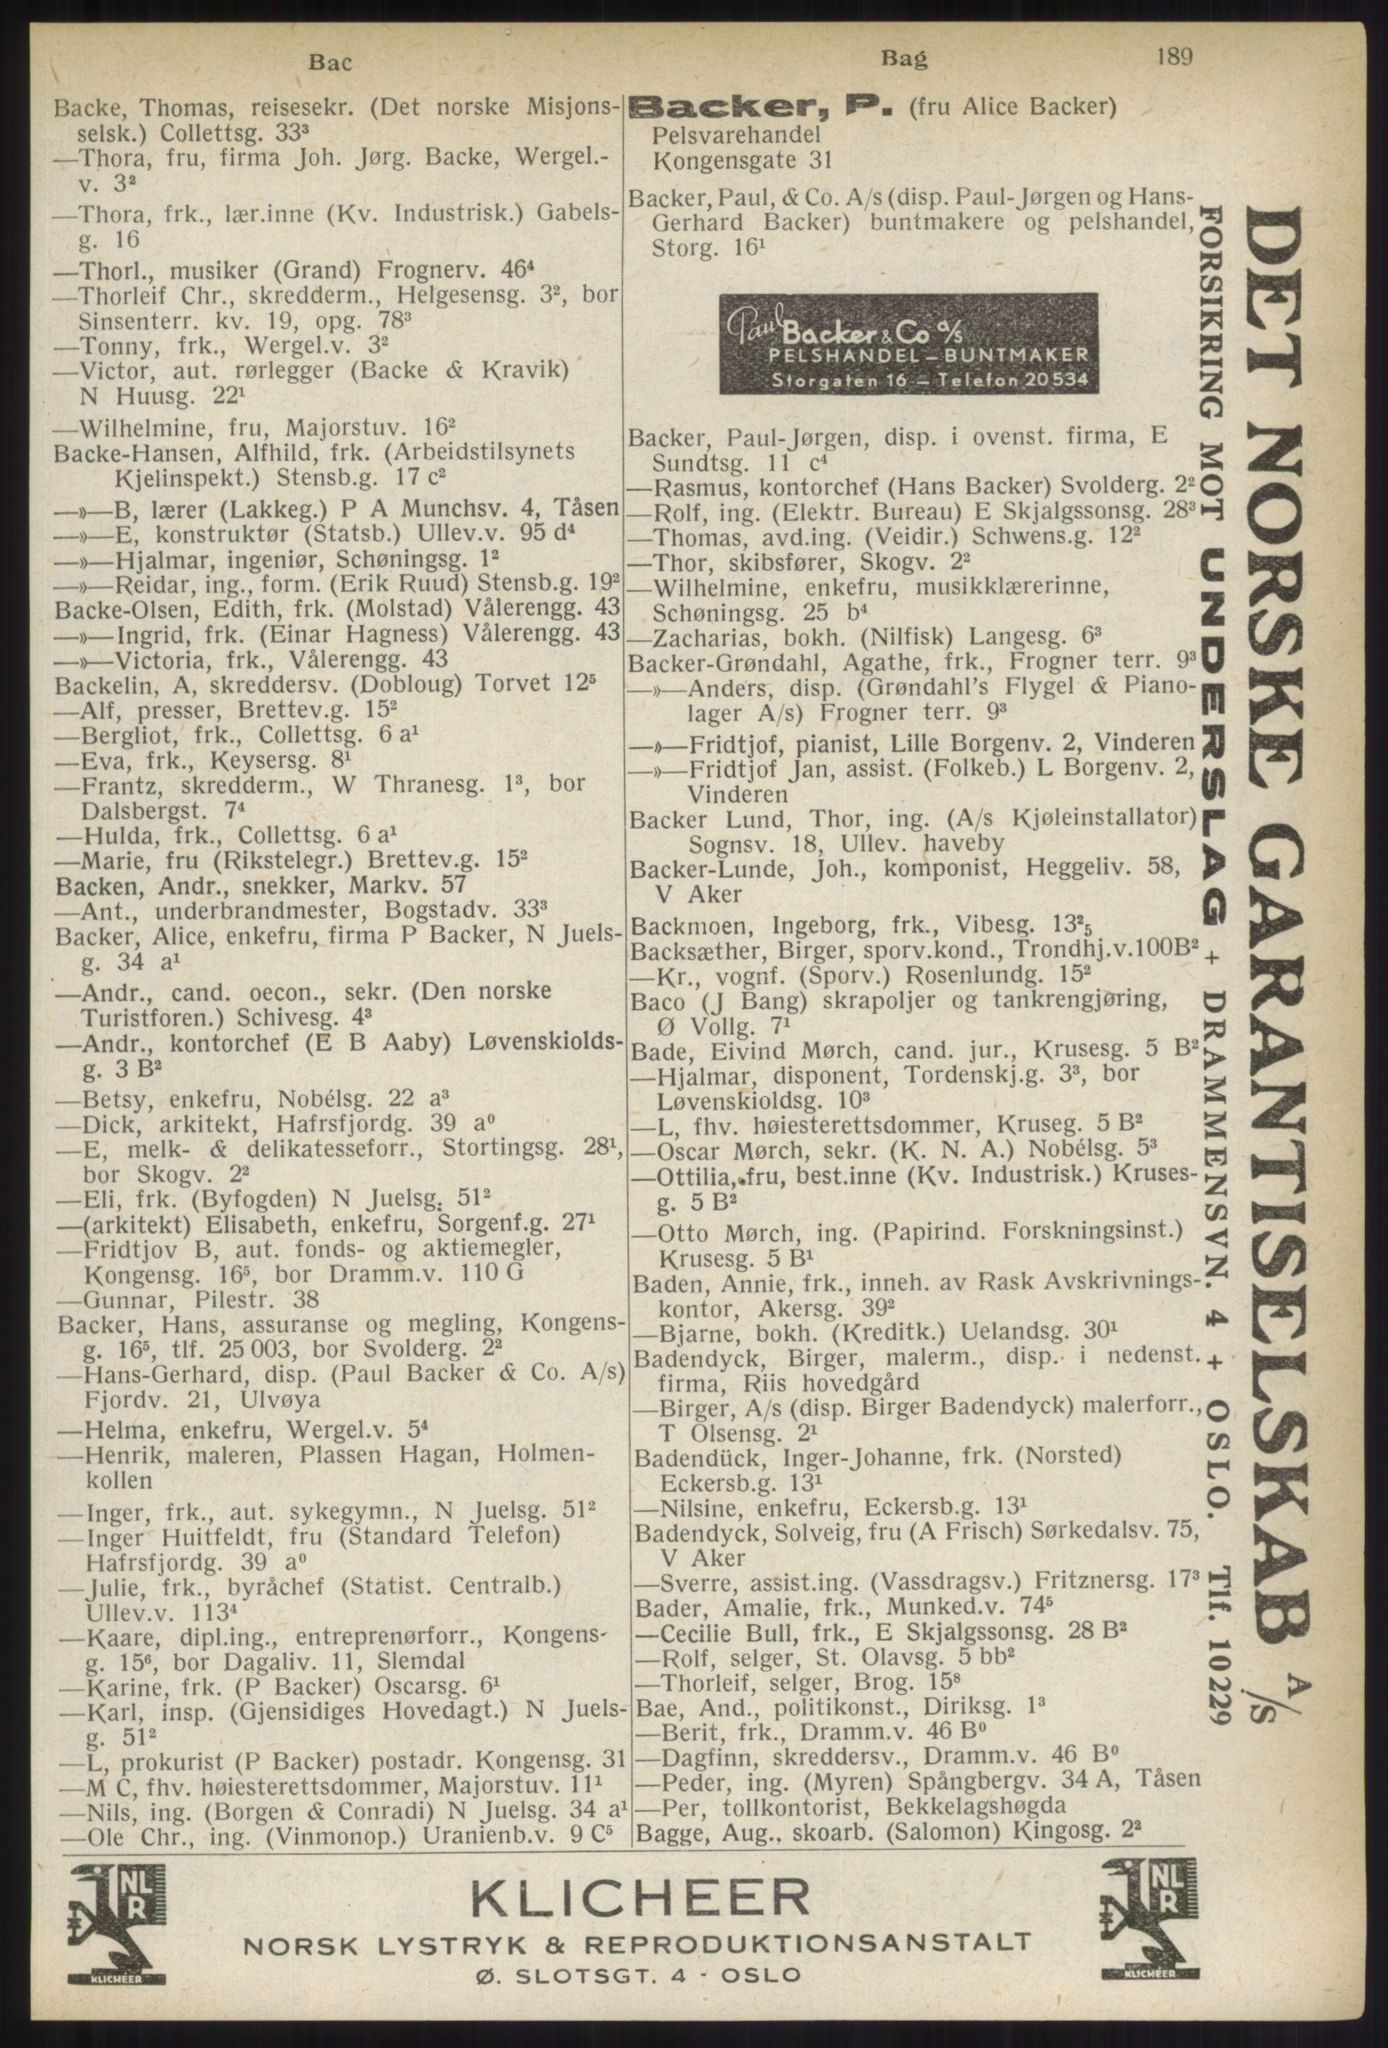 Bac
Bag
189
Backe, Thomas, reisesekr. (Det norske Misjons-
selsk.) Collettsg. 33³
—Thora, fru, firma Joh. Jørg. Backe, Wergel.-
v. 3²
—Thora, frk., lær.inne (Kv. Industrisk.) Gabels-
g. 16
—Thorl., musiker (Grand) Frognerv. 46⁴
—Thorleif Chr., skredderm., Helgesensg. 3², bor
Sinsenterr. kv. 19, opg. 78³
—Tonny, frk., Wergel.v. 3²
—Victor, aut. rørlegger (Backe & Kravik)
N Huusg. 22¹
—Wilhelmine, fru, Majorstuv. 16²
Backe-Hansen, Alfhild, frk. (Arbeidstilsynets
Kjelinspekt.) Stensb.g. 17 c²
—»—B, lærer (Lakkeg.) P A Munchsv. 4, Tåsen
—»—E, konstruktør (Statsb.) Ullev.v. 95 d⁴
—»—Hjalmar, ingeniør, Schøningsg. 1²
—»—Reidar, ing., form. (Erik Ruud) Stensb.g. 19²
Backe-Olsen, Edith, frk. (Molstad) Vålerengg. 43
—»—Ingrid, frk. (Einar Hagness) Vålerengg. 43
—»—Victoria, frk., Vålerengg. 43
Backelin, A, skreddersv. (Dobloug) Torvet 12⁵
—Alf, presser, Brettev.g. 15²
—Bergliot, frk., Collettsg. 6 a¹
—Eva, frk., Keysersg. 8¹
—Frantz, skredderm., W Thranesg. 1³, bor
Dalsbergst. 7⁴
—Hulda, frk., Collettsg. 6 a¹
—Marie, fru (Rikstelegr.) Brettev.g. 15²
Backen, Andr., snekker, Markv. 57
—Ant., underbrandmester, Bogstadv. 33³
Backer, Alice, enkefru, firma P Backer, N Juels-
g. 34 a¹
—Andr., cand. oecon., sekr. (Den norske
Turistforen.) Schivesg. 4³
—Andr., kontorchef (E B Aaby) Løvenskiolds-
g. 3 B²
—Betsy, enkefru, Nobélsg. 22 a³
—Dick, arkitekt, Hafrsfjordg. 39 a⁰
—E, melk- & delikatesseforr., Stortingsg. 28¹,
bor Skogv. 2²
—Eli, frk. (Byfogden) N Juelsg. 51²
—(arkitekt) Elisabeth, enkefru, Sorgenf.g. 27¹
—Fridtjov B, aut. fonds- og aktiemegler,
Kongensg. 16⁵, bor Dramm.v. 110 G
—Gunnar, Pilestr. 38
Backer, Hans, assuranse og megling, Kongens-
g. 16⁵, tlf. 25 003, bor Svolderg. 2²
—Hans-Gerhard, disp. (Paul Backer & Co. A/s)
Fjordv. 21, Ulvøya
—Helma, enkefru, Wergel.v. 5⁴
—Henrik, maleren, Plassen Hagan, Holmen-
kollen
—Inger, frk., aut. sykegymn., N Juelsg. 51²
—Inger Huitfeldt, fru (Standard Telefon)
Hafrsfjordg. 39 a⁰
—Julie, frk., byråchef (Statist. Centralb.)
Ullev.v. 113⁴
—Kaare, dipl.ing., entreprenørforr., Kongens-
g. 15⁶, bor Dagaliv. 11, Slemdal
—Karine, frk. (P Backer) Oscarsg. 6¹
—Karl, insp. (Gjensidiges Hovedagt.) N Juels-
g. 51²
—L, prokurist (P Backer) postadr. Kongensg. 31
—M C, fhv. høiesterettsdommer, Majorstuv. 11¹
—Nils, ing. (Borgen & Conradi) N Juelsg. 34 a¹
—Ole Chr., ing. (Vinmonop.) Uranienb.v. 9 C⁵
Backer, P. (fru Alice Backer)
Pelsvarehandel
Kongensgate 31
Backer, Paul, & Co. A/s (disp. Paul-Jørgen og Hans-
Gerhard Backer) buntmakere og pelshandel,
Storg. 16¹
Paul Backer & Co a/s
PELSHANDEL – BUNTMAKER
Storgaten 16 – Telefon 20534
Backer, Paul-Jørgen, disp. i ovenst. firma, E
Sundtsg. 11 c⁴
—Rasmus, kontorchef (Hans Backer) Svolderg. 2²
—Rolf, ing. (Elektr. Bureau) E Skjalgssonsg. 28³
—Thomas, avd.ing. (Veidir.) Schwens.g. 12²
—Thor, skibsfører, Skogv. 2²
—Wilhelmine, enkefru, musikklærerinne,
Schøningsg. 25 b⁴
—Zacharias, bokh. (Nilfisk) Langesg. 6³
Backer-Grøndahl, Agathe, frk., Frogner terr. 9³
—»—Anders, disp. (Grøndahl's Flygel & Piano-
lager A/s) Frogner terr. 9³
—»—Fridtjof, pianist, Lille Borgenv. 2, Vinderen
—»—Fridtjof Jan, assist. (Folkeb.) L Borgenv. 2,
Vinderen
Backer Lund, Thor, ing. (A/s Kjøleinstallator)
Sognsv. 18, Ullev. haveby
Backer-Lunde, Joh., komponist, Heggeliv. 58,
V Aker
Backmoen, Ingeborg, frk., Vibesg. 13²₅
Backsæther, Birger, sporv.kond., Trondhj.v.100B²
—Kr., vognf. (Sporv.) Rosenlundg. 15²
Baco (J Bang) skrapoljer og tankrengjøring,
Ø Vollg. 7¹
Bade, Eivind Mørch, cand. jur., Krusesg. 5 B²
—Hjalmar, disponent, Tordenskj.g. 3³, bor
Løvenskioldsg. 10³
—L, fhv. høiesterettsdommer, Kruseg. 5 B²
—Oscar Mørch, sekr. (K. N. A.) Nobélsg. 5³
—Ottilia, fru, best.inne (Kv. Industrisk.) Kruses-
g. 5 B²
—Otto Mørch, ing. (Papirind. Forskningsinst.)
Krusesg. 5 B¹
Baden, Annie, frk., inneh. av Rask Avskrivnings-
kontor, Akersg. 39²
—Bjarne, bokh. (Kreditk.) Uelandsg. 30¹
Badendyck, Birger, malerm., disp. i nedenst.
firma, Riis hovedgård
—Birger, A/s (disp. Birger Badendyck) malerforr.,
T Olsensg. 2¹
Badendück, Inger-Johanne, frk. (Norsted)
Eckersb.g. 13¹
—Nilsine, enkefru, Eckersb.g. 13¹
Badendyck, Solveig, fru (A Frisch) Sørkedalsv. 75,
V Aker
—Sverre, assist.ing. (Vassdragsv.) Fritznersg. 17³
Bader, Amalie, frk., Munked.v. 74⁵
—Cecilie Bull, frk., E Skjalgssonsg. 28 B²
—Rolf, selger, St. Olavsg. 5 bb²
—Thorleif, selger, Brog. 15⁸
Bae, And., politikonst., Diriksg. 1³
—Berit, frk., Dramm.v. 46 B⁰
—Dagfinn, skreddersv., Dramm.v. 46 B⁰
—Peder, ing. (Myren) Spångbergv. 34 A, Tåsen
—Per, tollkontorist, Bekkelagshøgda
Bagge, Aug., skoarb. (Salomon) Kingosg. 2²
DET NORSKE GARANTISELSKAB A/S
FORSIKRING MOT UNDERSLAG + DRAMMENSVN. 4 + OSLO. Tlf. 10229
NL
R
KLICHEER
KLICHEER
NORSK LYSTRYK & REPRODUKTIONSANSTALT
Ø. SLOTSGT. 4 - OSLO
NL
R
KLICHEER